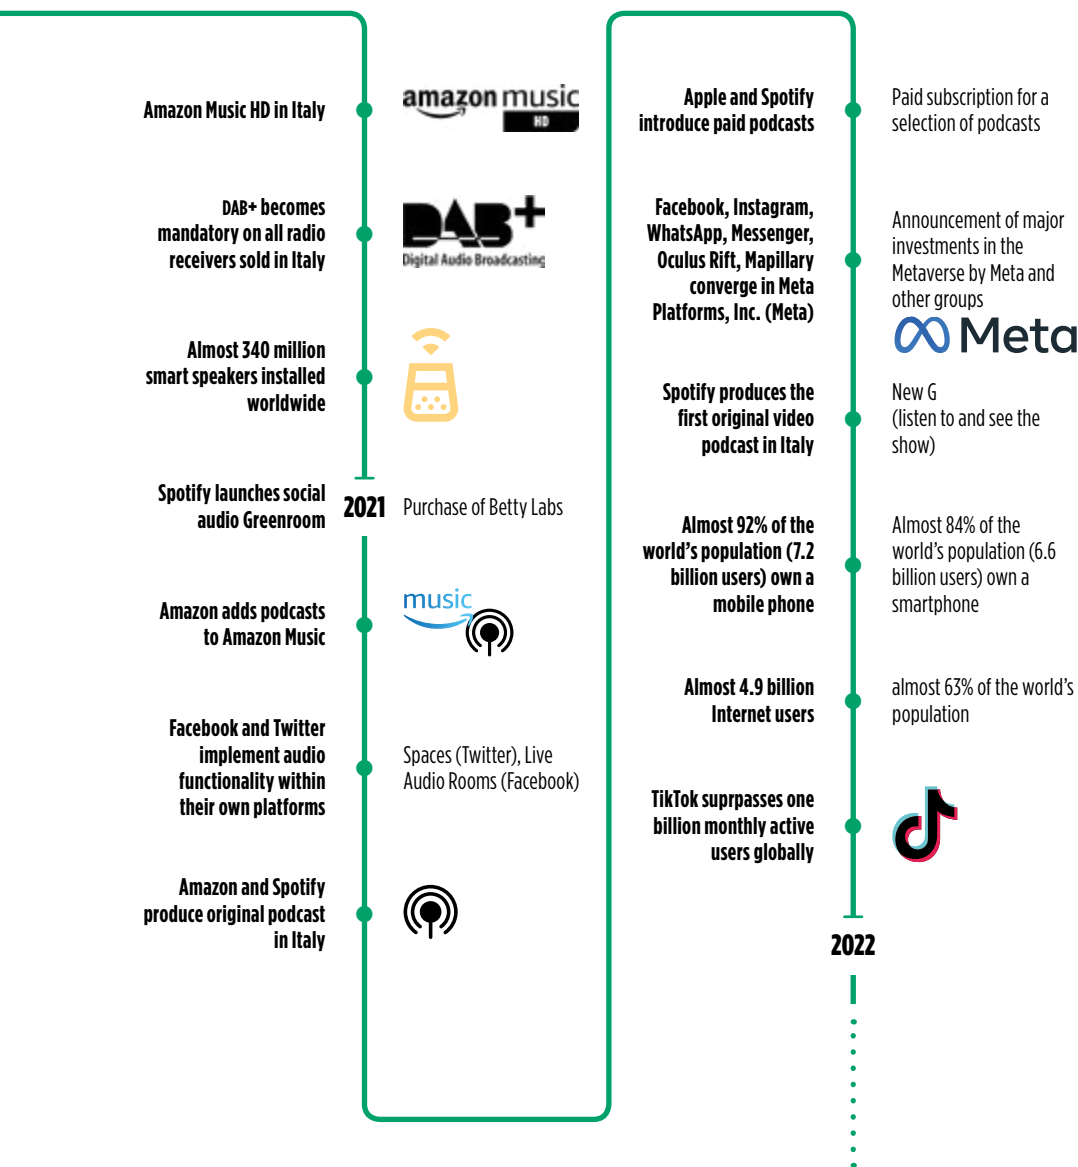 Amazon Music HD in Italy
amazon music
HD
DAB+ becomes
mandatory on all radio
receivers sold in Italy
DAB+
Digital Audio Broadcasting
Almost 340 million
smart speakers installed
worldwide
Spotify launches social
audio Greenroom
2021
Purchase of Betty Labs
Amazon adds podcasts
to Amazon Music
music
Facebook and Twitter
implement audio
functionality within
their own platforms
Spaces (Twitter), Live
Audio Rooms (Facebook)
Amazon and Spotify
produce original podcast
in Italy
Apple and Spotify
introduce paid podcasts
Paid subscription for a
selection of podcasts
Facebook, Instagram,
WhatsApp, Messenger,
Oculus Rift, Mapillary
converge in Meta
Platforms, Inc. (Meta)
Announcement of major
investments in the
Metaverse by Meta and
other groups
Meta
Spotify produces the
first original video
podcast in Italy
New G
(listen to and see the
show)
Almost 92% of the
world's population (7.2
billion users) own a
mobile phone
Almost 84% of the
world's population (6.6
billion users) own a
smartphone
Almost 4.9 billion
Internet users
almost 63% of the world's
population
TikTok suprpasses one
billion monthly active
users globally
2022